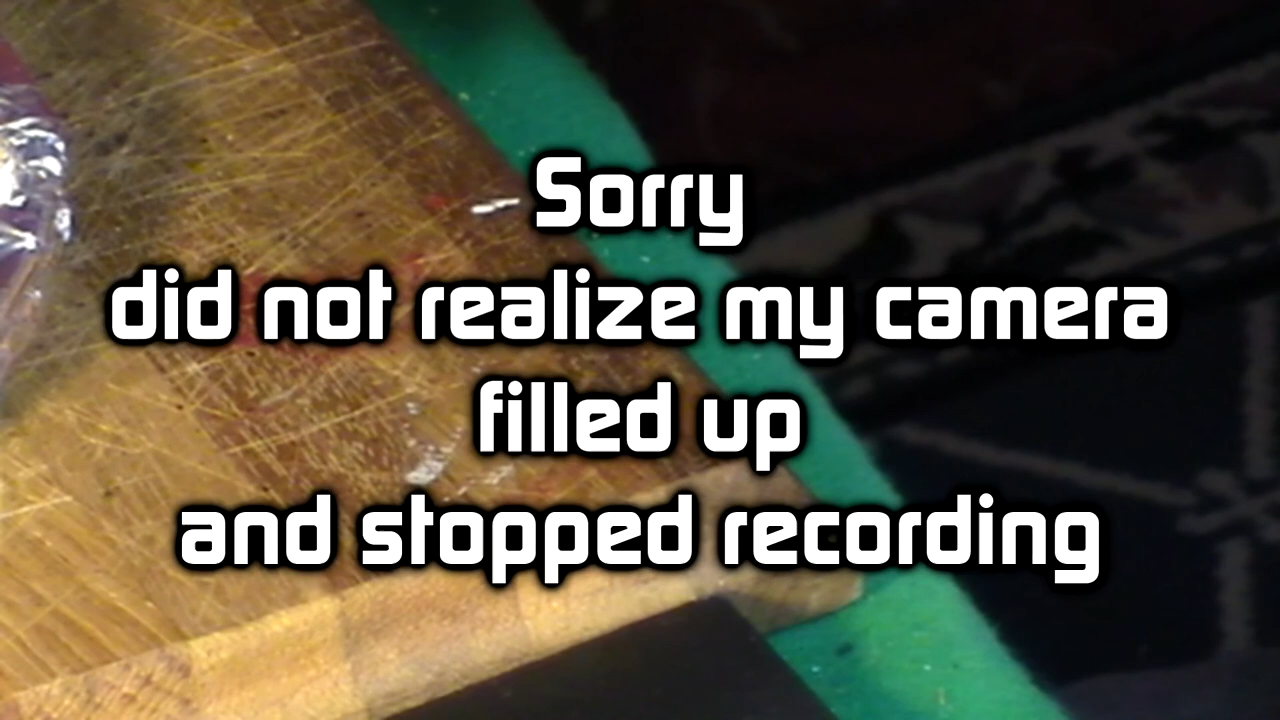 Sorry
did not realize my camera
filled up
and stopped recording